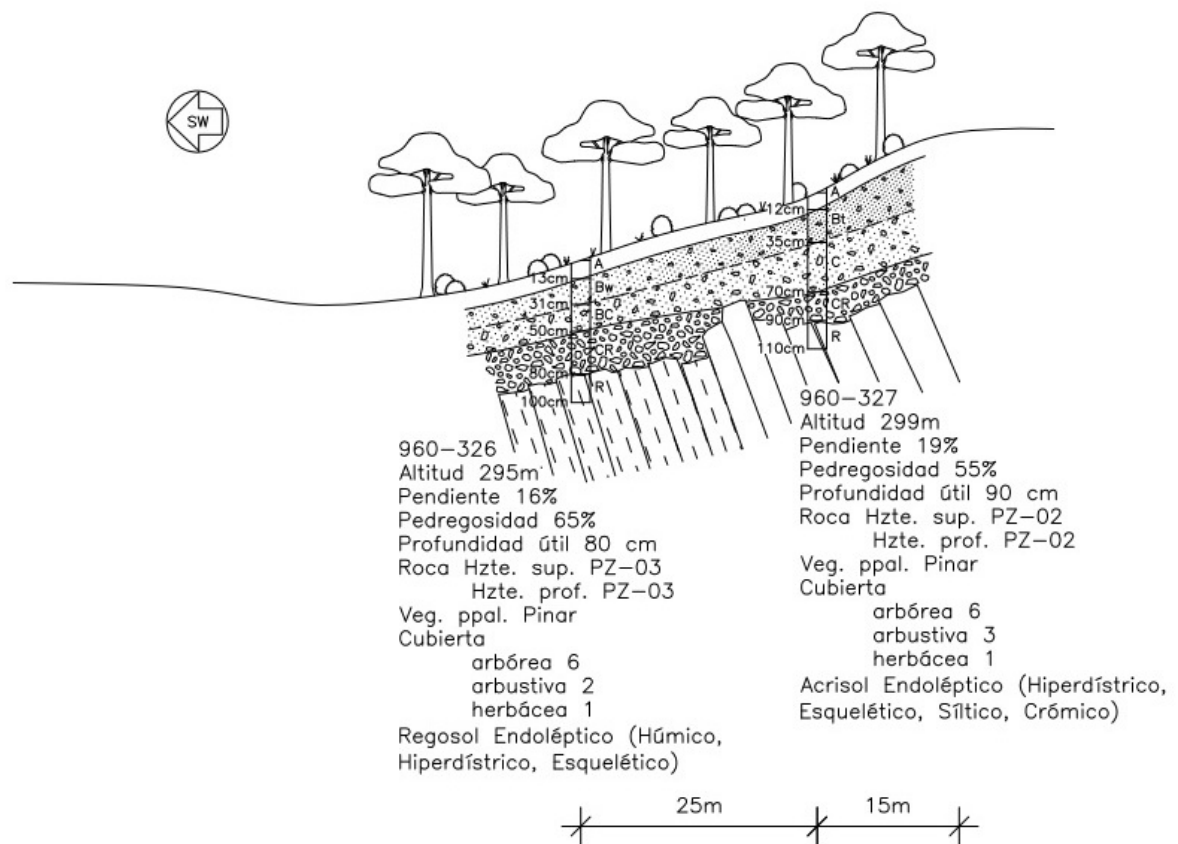 SW
A
12cm
Bt
35cm
C
70cm
CR
90cm
R
110cm
A
13cm
Bw
31cm
BC
50cm
CR
80cm
R
100cm
960-326
Altitud 295m
Pendiente 16%
Pedregosidad 65%
Profundidad útil 80 cm
Roca Hzte. sup. PZ-03
Hzte. prof. PZ-03
Veg. ppal. Pinar
Cubierta
arbórea 6
arbustiva 2
herbácea 1
Regosol Endoléptico (Húmico,
Hiperdístrico, Esquelético)
960-327
Altitud 299m
Pendiente 19%
Pedregosidad 55%
Profundidad útil 90 cm
Roca Hzte. sup. PZ-02
Hzte. prof. PZ-02
Veg. ppal. Pinar
Cubierta
arbórea 6
arbustiva 3
herbácea 1
Acrisol Endoléptico (Hiperdístrico,
Esquelético, Síltico, Crómico)
25m
15m